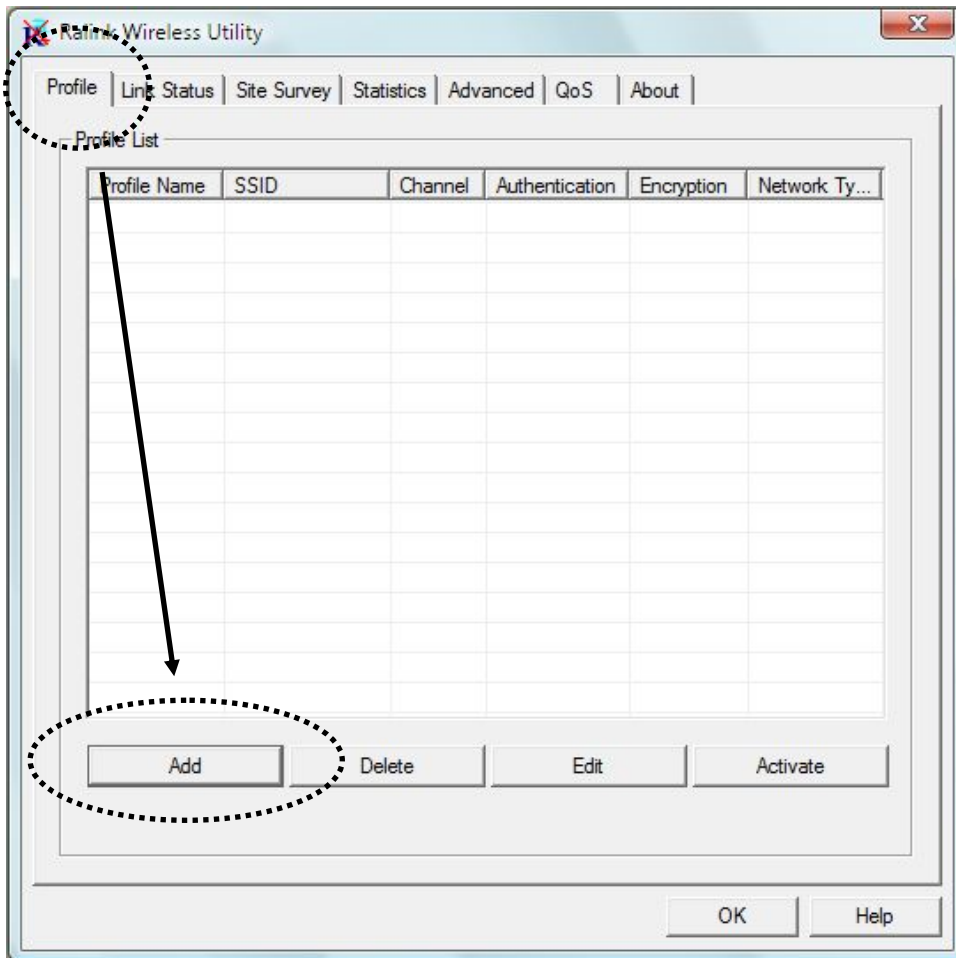 Ralink Wireless Utility
Profile Link Status Site Survey Statistics Advanced QoS About
Profile List
Profile Name SSID Channel Authentication Encryption Network Ty...
Add Delete Edit Activate
OK Help